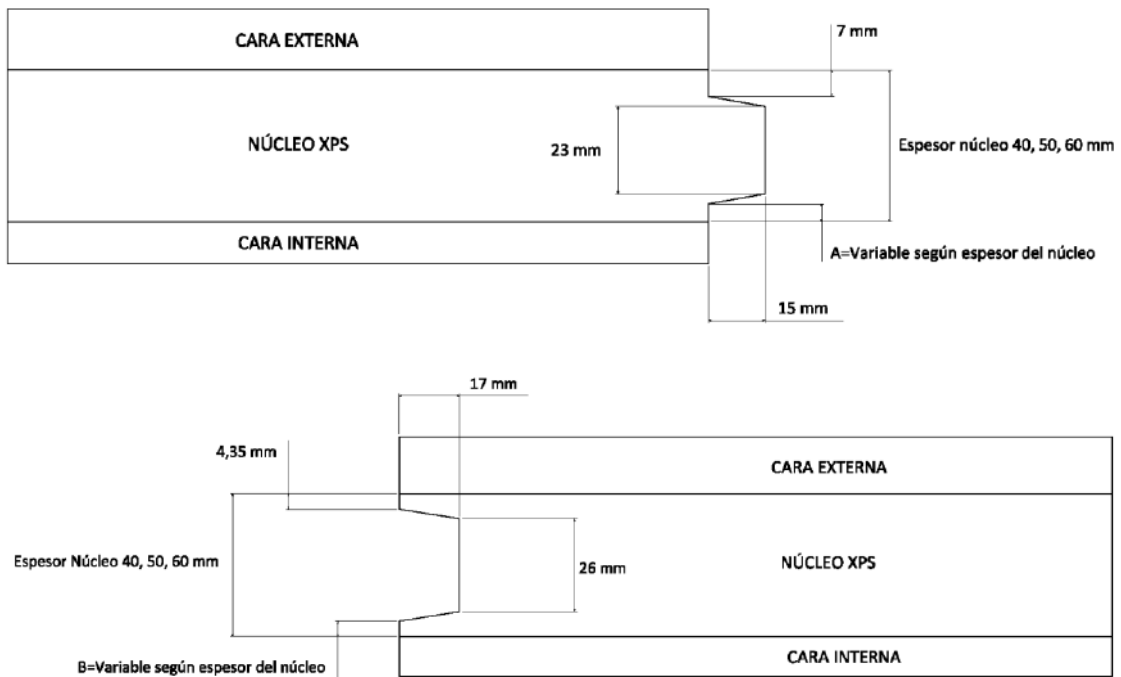 CARA EXTERNA
7 mm
NÚCLEO XPS
23 mm
Espesor núcleo 40, 50, 60 mm
CARA INTERNA
A=Variable según espesor del núcleo
15 mm
17 mm
4,35 mm
CARA EXTERNA
Espesor Núcleo 40, 50, 60 mm
26 mm
NÚCLEO XPS
B=Variable según espesor del núcleo
CARA INTERNA